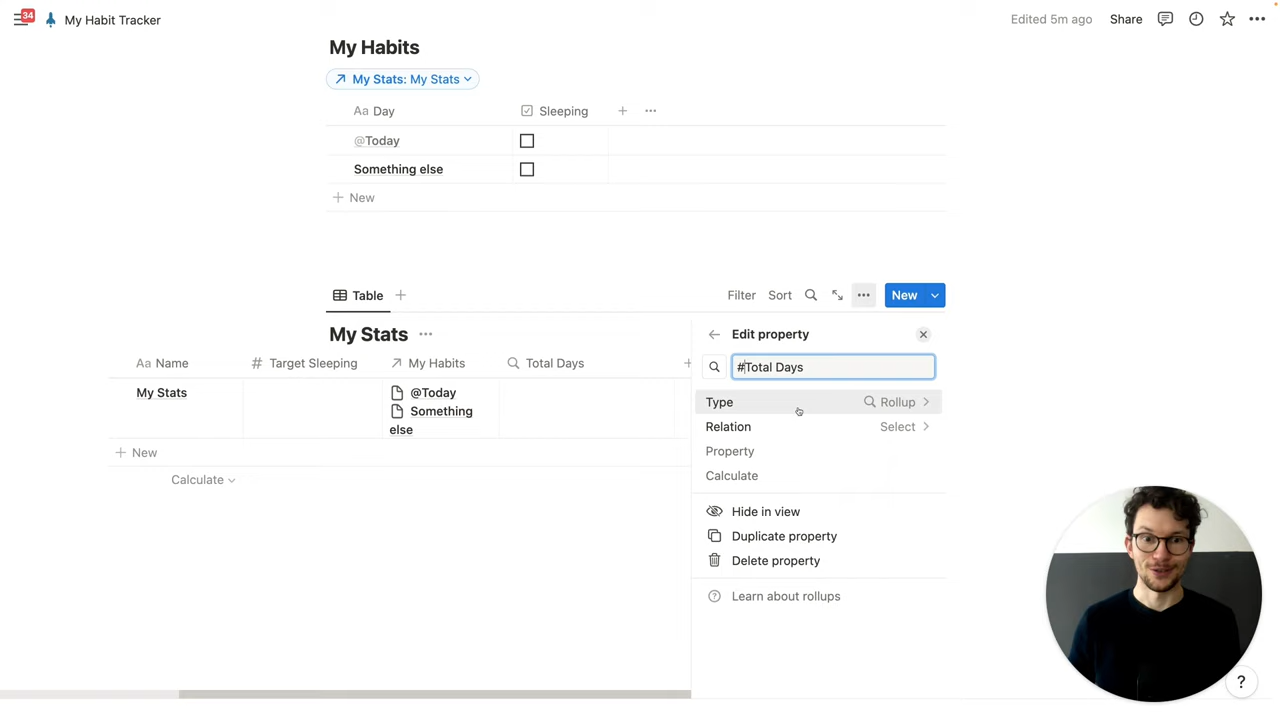 34
My Habit Tracker
Edited 5m ago
Share
My Habits
My Stats: My Stats
Aa Day
Sleeping
@Today
Something else
+ New
Table
Filter
Sort
New
My Stats
Edit property
Aa Name
# Target Sleeping
My Habits
Total Days
#Total Days
My Stats
@Today
Something
else
Type
Rollup
Relation
Select
Property
Calculate
+ New
Calculate
Hide in view
Duplicate property
Delete property
? Learn about rollups
?